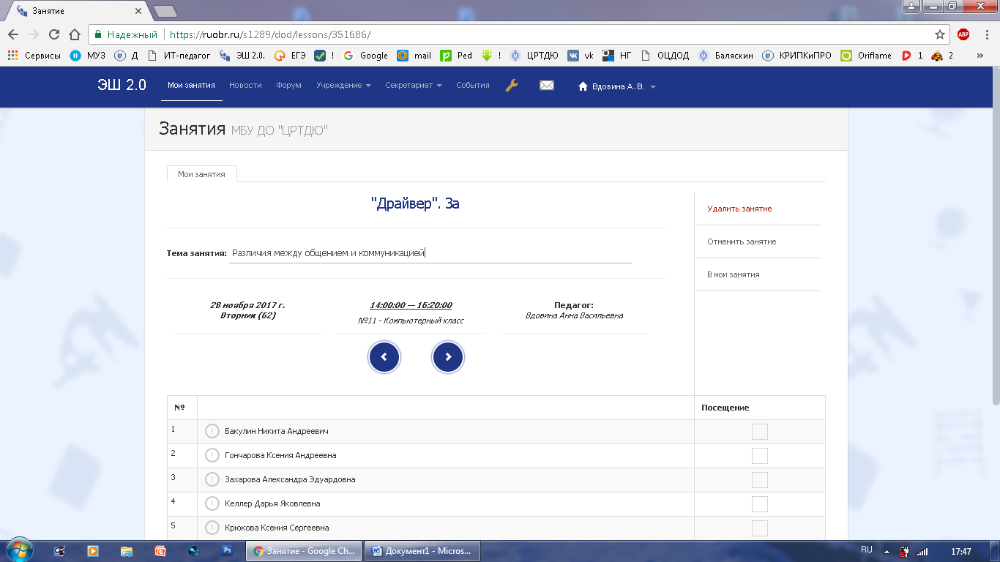 Занятие
Надежный https://ruobr.ru/s1289/dod/lessons/351686/
Сервисы МУЗ Д ИТ-педагог ЭШ 2.0. ЕГЭ ! Google mail Ped ! ЦРТДЮ vk НГ ОЦДОД Баляскин КРИПКиПРО Oriflame 1 2 »
ЭШ 2.0 Мои занятия Новости Форум Учреждение Секретариат События Вдовина А. В.
Занятия МБУ ДО "ЦРТДЮ"
Мои занятия
"Драйвер". 3а
Удалить занятие
Отменить занятие
В мои занятия
Тема занятия: Различия между общением и коммуникацией
28 ноября 2017 г.
Вторник (Б2)
14:00:00 — 16:20:00
№11 - Компьютерный класс
Педагог:
Вдовина Анна Васильевна
№ Посещение
1 Бакулин Никита Андреевич
2 Гончарова Ксения Андреевна
3 Захарова Александра Эдуардовна
4 Келлер Дарья Яковлевна
5 Крюкова Ксения Сергеевна
Занятие - Google Ch... Документ1 - Micros... RU 17:47